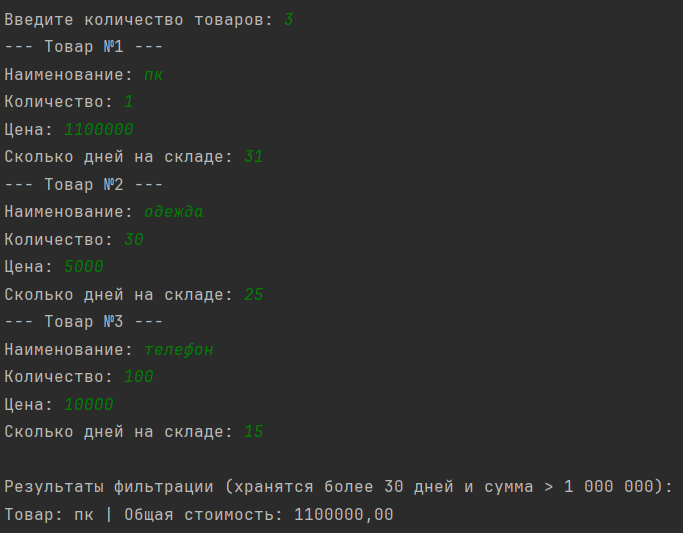 Введите количество товаров: 3
--- Товар №1 ---
Наименование: пк
Количество: 1
Цена: 1100000
Сколько дней на складе: 31
--- Товар №2 ---
Наименование: одежда
Количество: 30
Цена: 5000
Сколько дней на складе: 25
--- Товар №3 ---
Наименование: телефон
Количество: 100
Цена: 10000
Сколько дней на складе: 15
Результаты фильтрации (хранятся более 30 дней и сумма > 1 000 000):
Товар: пк | Общая стоимость: 1100000,00